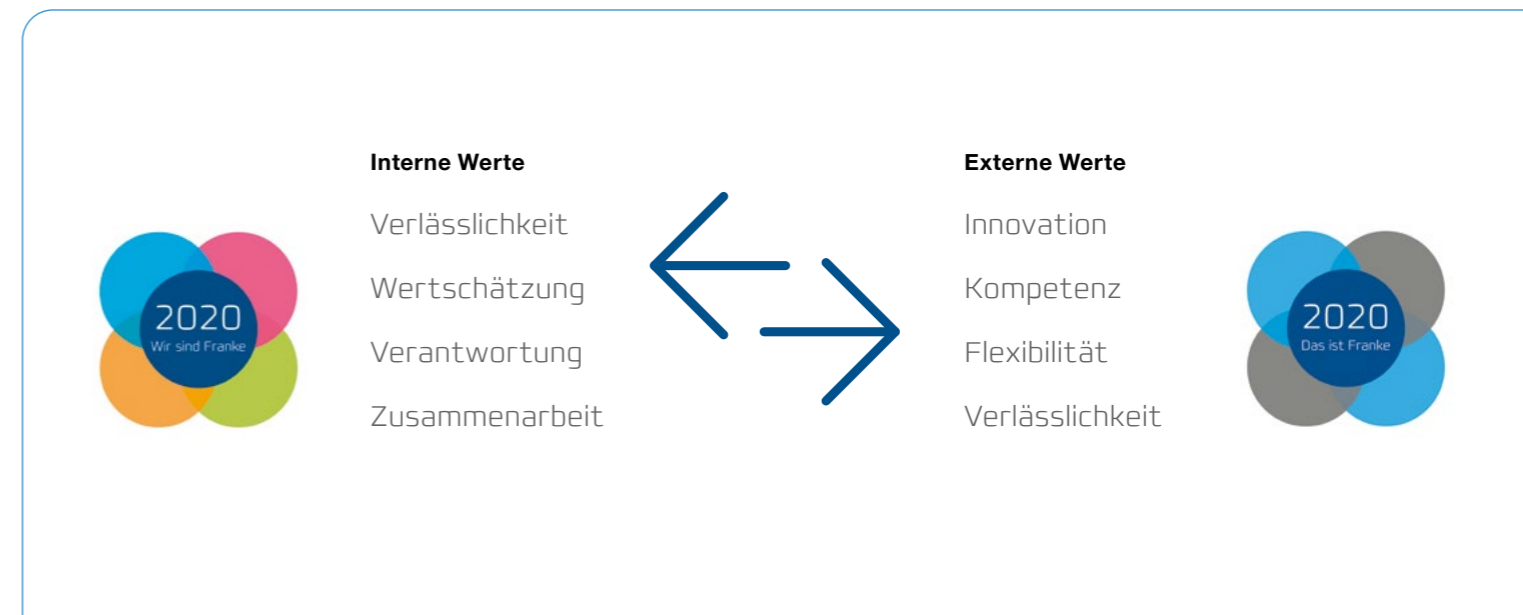 Interne Werte
Verlässlichkeit
Wertschätzung
Verantwortung
Zusammenarbeit
2020
Wir sind Franke
Externe Werte
Innovation
Kompetenz
Flexibilität
Verlässlichkeit
2020
Das ist Franke